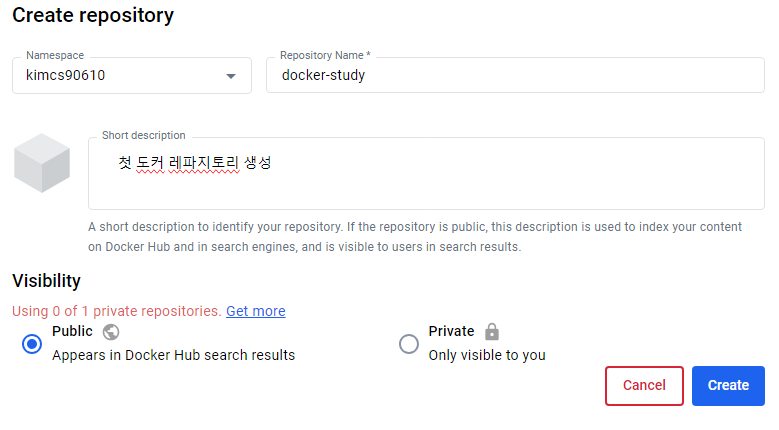 Create repository
Namespace
kimcs90610
Repository Name *
docker-study
Short description
첫 도커 레파지토리 생성
A short description to identify your repository. If the repository is public, this description is used to index your content
on Docker Hub and in search engines, and is visible to users in search results.
Visibility
Using 0 of 1 private repositories. Get more
Public
Appears in Docker Hub search results
Private
Only visible to you
Cancel
Create